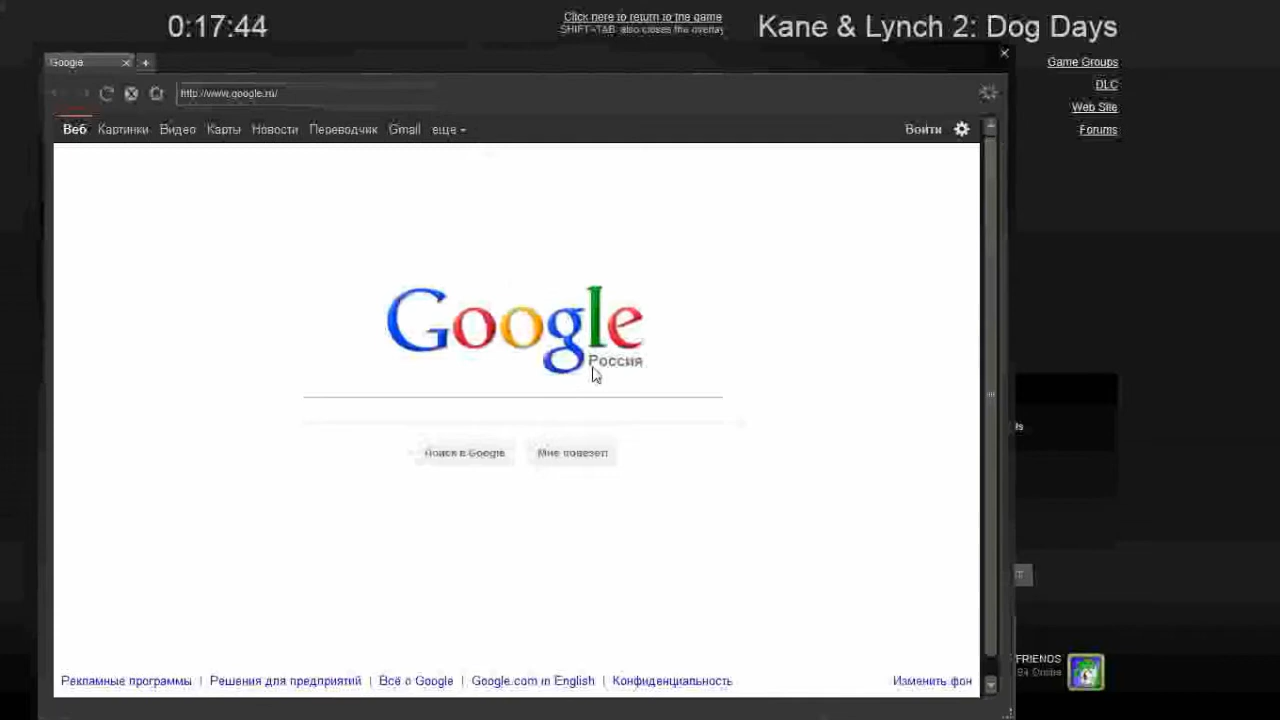 0:17:44
Click here to return to the game
SHIFT+TAB also closes the overlay
Kane & Lynch 2: Dog Days
Game Groups
DLC
Web Site
Forums
Google
http://www.google.ru/
Веб Картинки Видео Карты Новости Переводчик Gmail еще
Войти
Google
Россия
Поиск в Google
Мне повезет!
Рекламные программы | Решения для предприятий | Всё о Google | Google.com in English | Конфиденциальность
Изменить фон
FRIENDS
Online